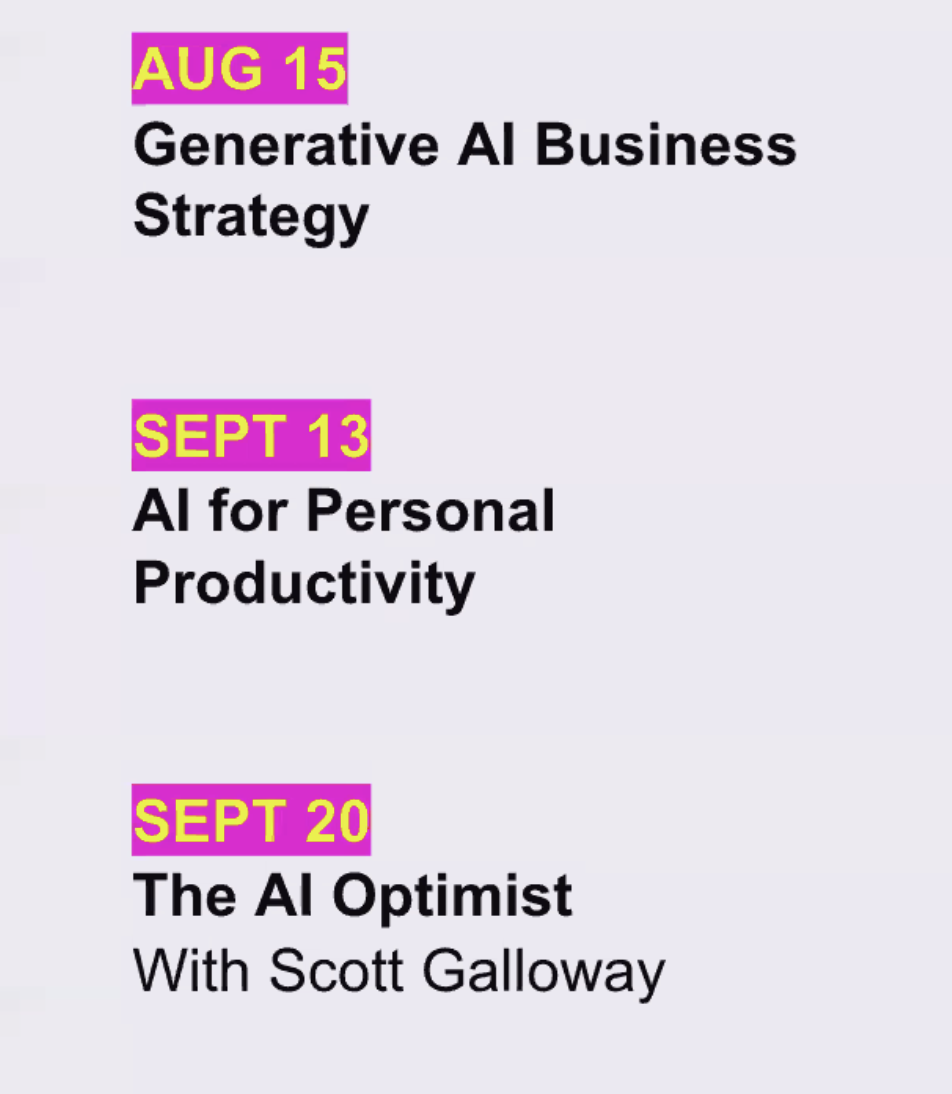 AUG 15
Generative AI Business
Strategy
SEPT 13
AI for Personal
Productivity
SEPT 20
The AI Optimist
With Scott Galloway